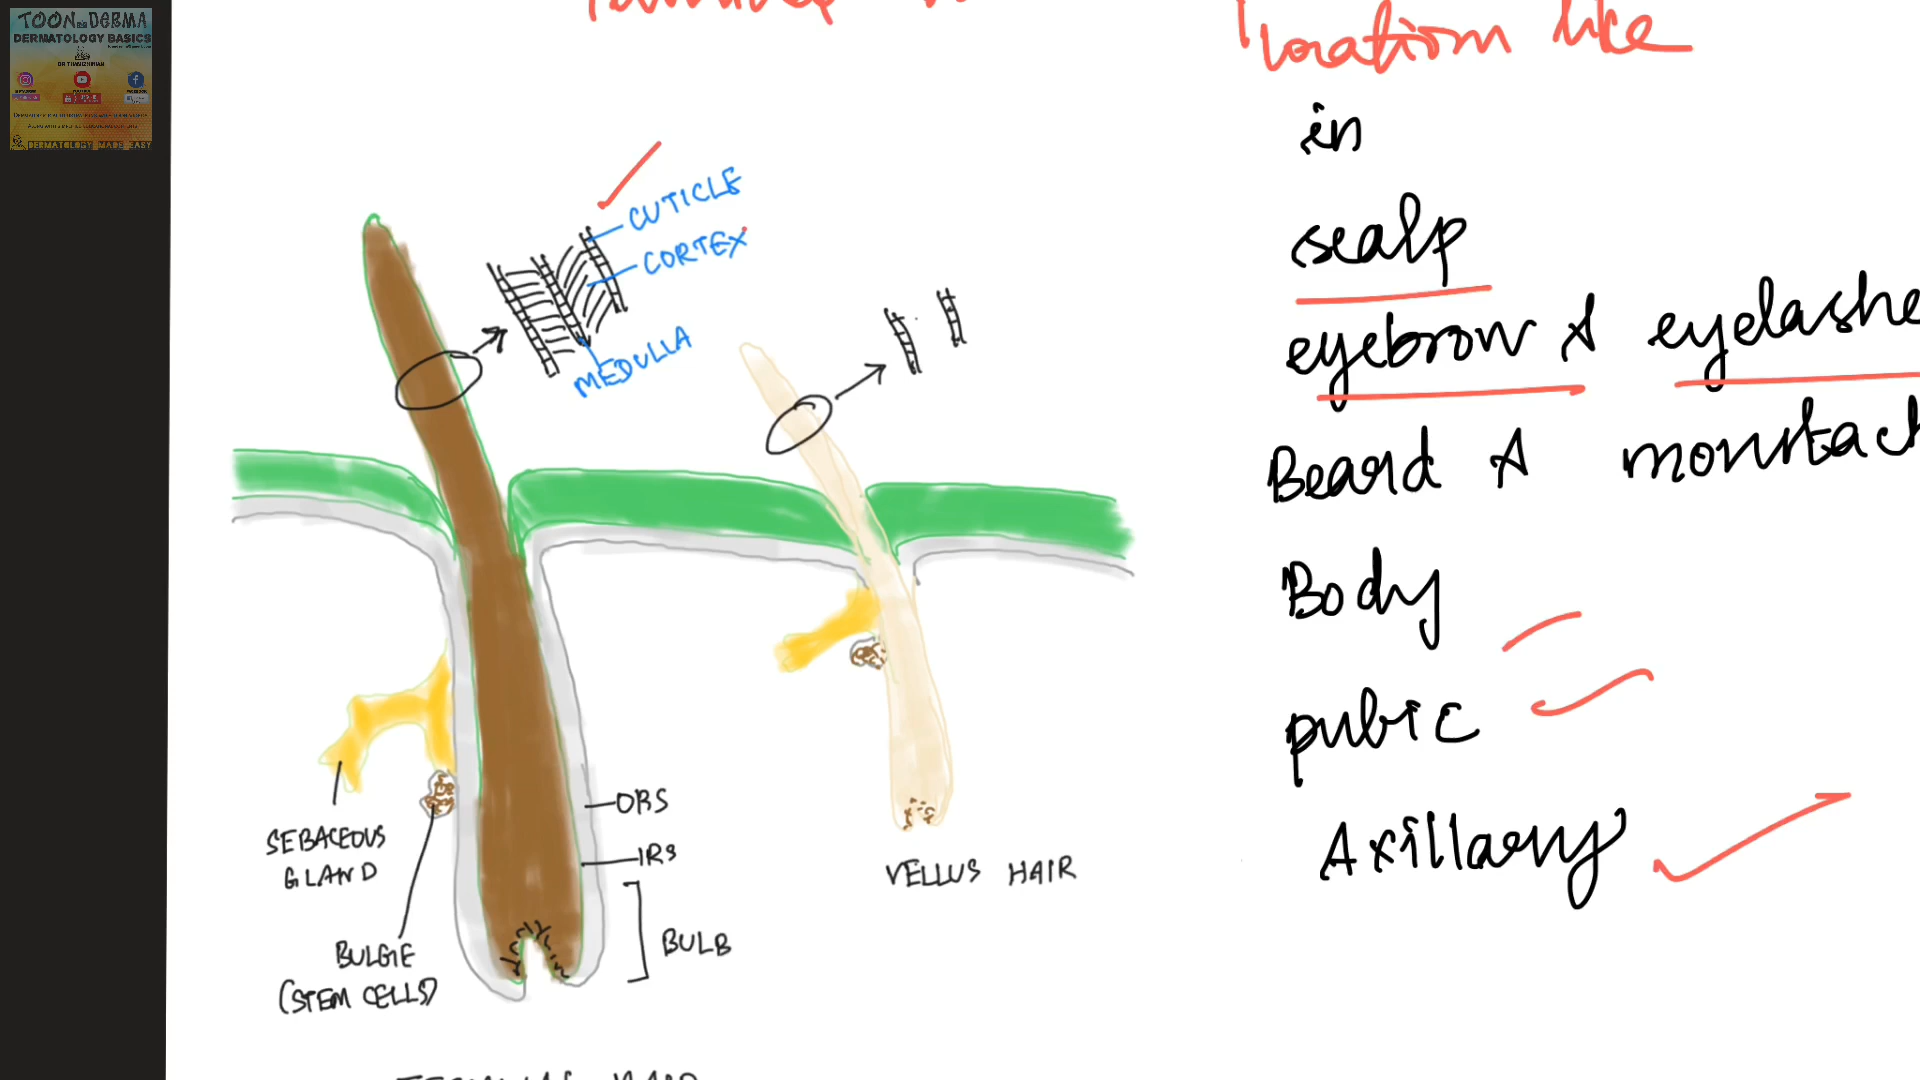 TOON DERMA
DERMATOLOGY BASICS
DERMATOLOGY MADE EASY
location like
in
scalp
eyebrow & eyelashe
Beard & moustach
Body
pubic
Axillary
CUTICLE
CORTEX
MEDULLA
ORS
IRS
BULB
SEBACEOUS
GLAND
BULGE
(STEM CELLS)
VELLUS HAIR